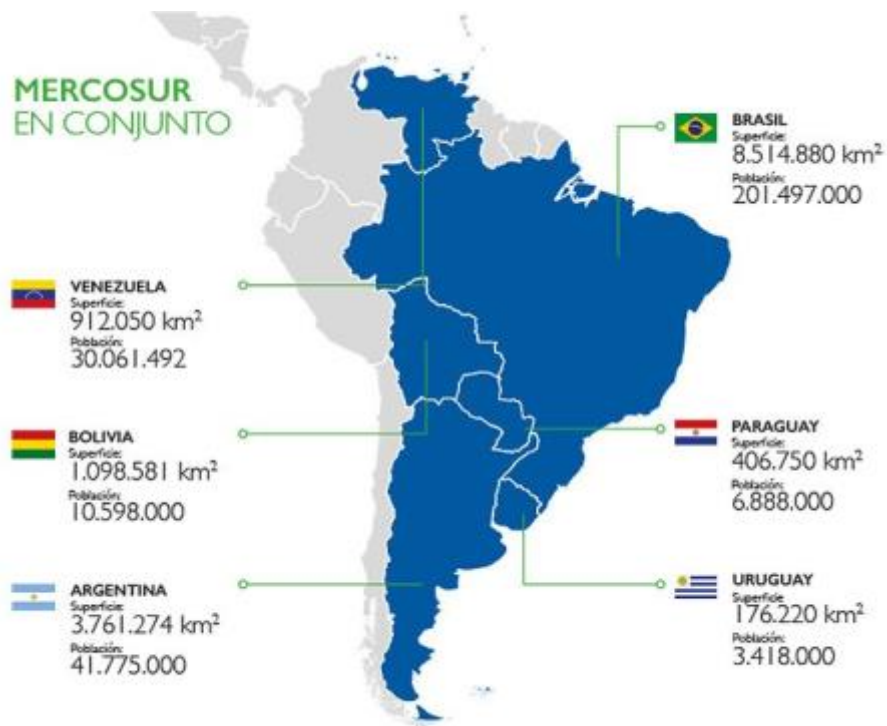 MERCOSUR
EN CONJUNTO
VENEZUELA
Superficie:
912.050 km²
Población:
30.061.492
BOLIVIA
Superficie:
1.098.581 km²
Población:
10.598.000
ARGENTINA
Superficie
3.761.274 km²
Población:
41.775.000
BRASIL
Superficie:
8.514.880 km²
Población:
201.497.000
PARAGUAY
Superficie:
406.750 km²
Población:
6.888.000
URUGUAY
Superficie
176.220 km²
Población:
3.418.000